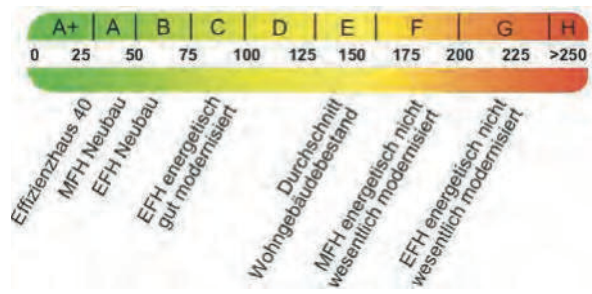 A+ A B C D E F G H
0 25 50 75 100 125 150 175 200 225 >250
Effizienzhaus 40
MFH Neubau
EFH Neubau
EFH energetisch
gut modernisiert
Durchschnitt
Wohngebäudebestand
MFH energetisch nicht
wesentlich modernisiert
EFH energetisch nicht
wesentlich modernisiert